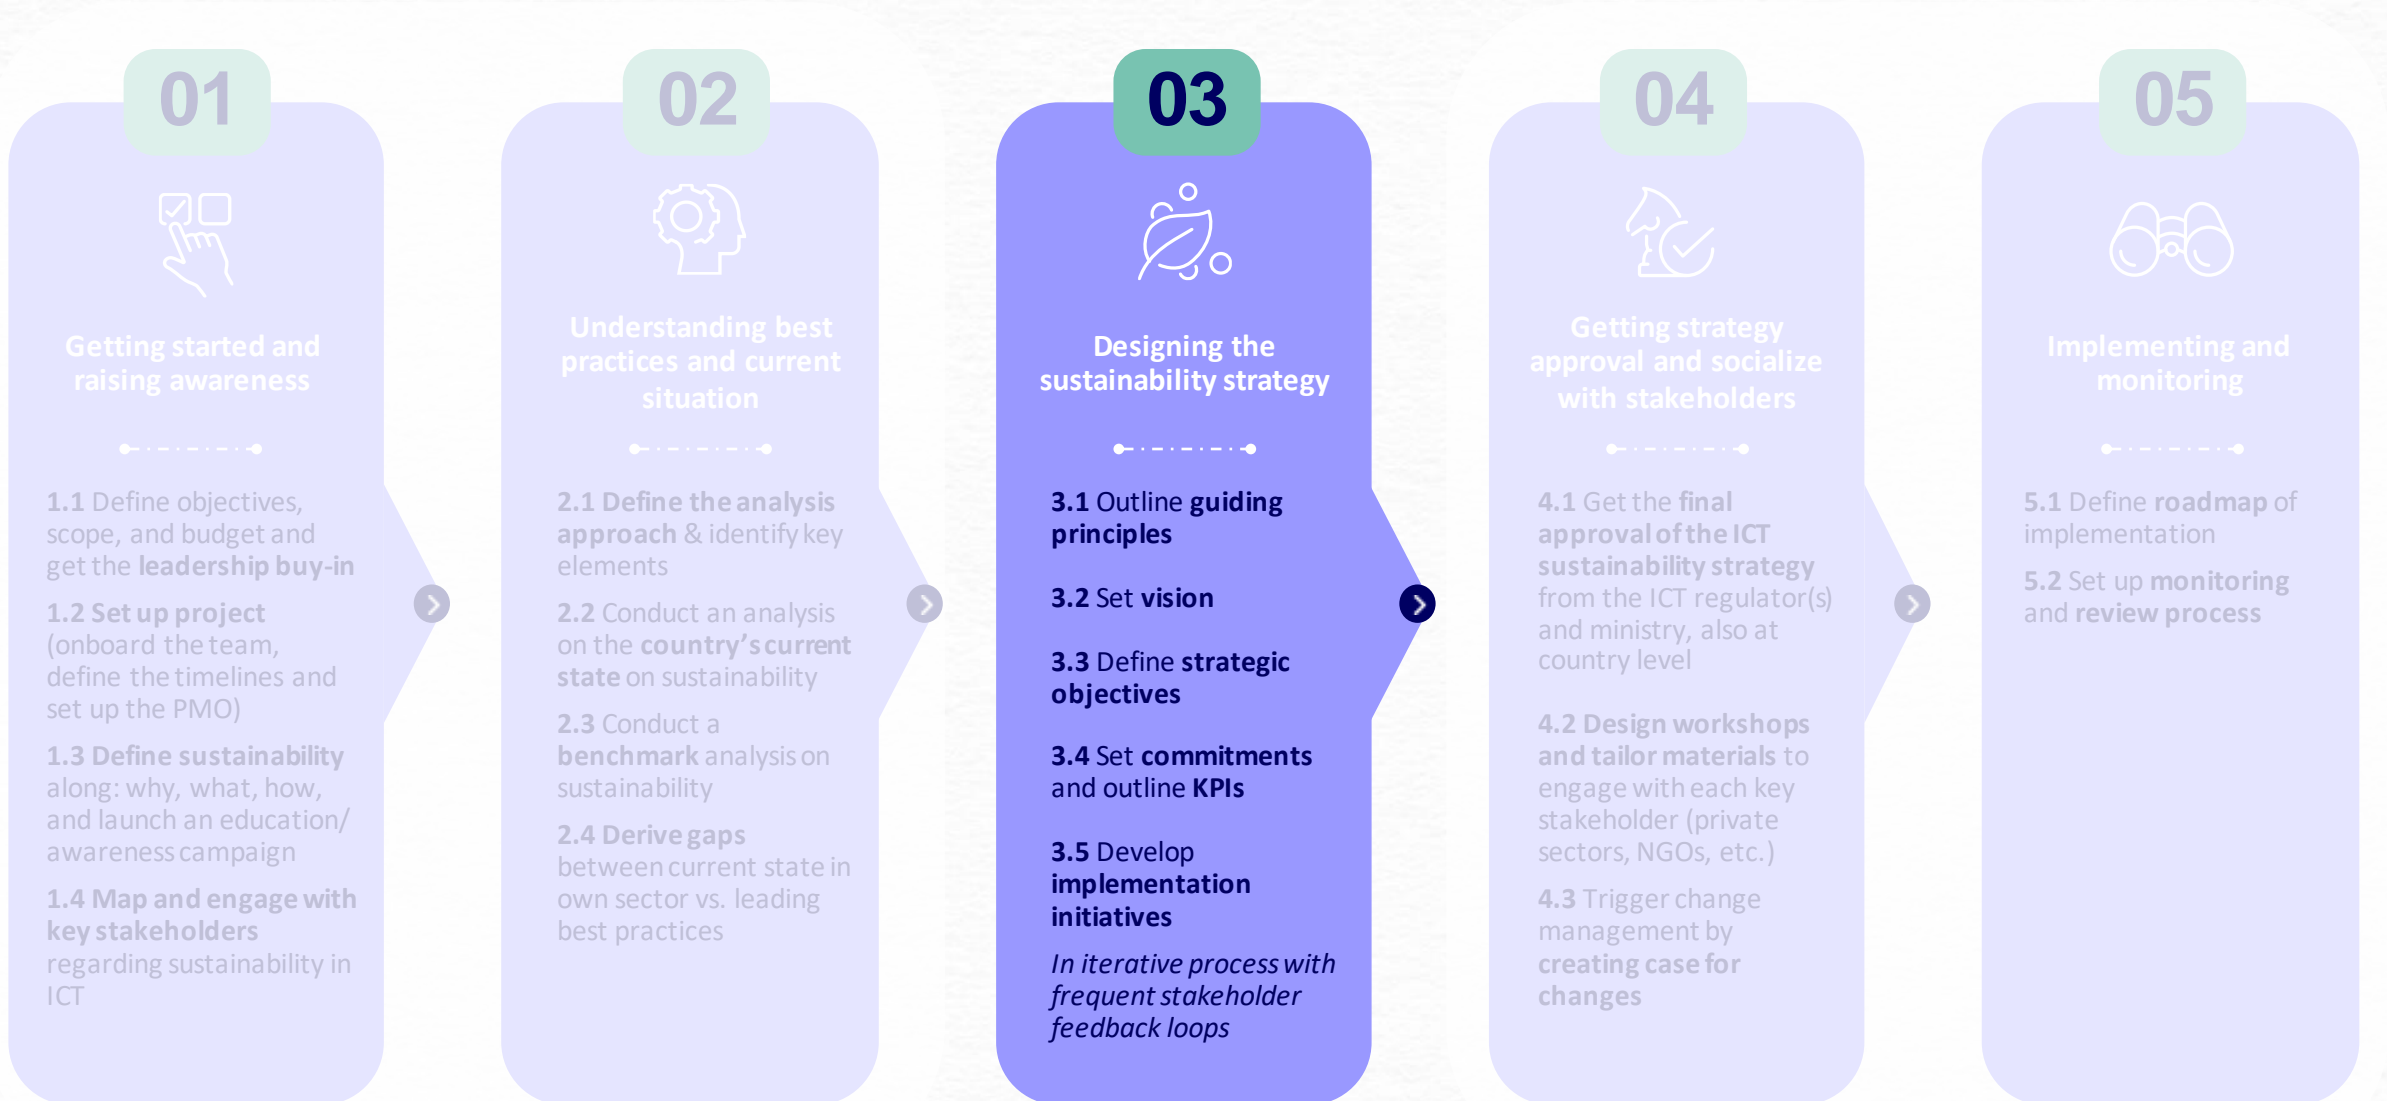 01
Getting started and
raising awareness
1.1 Define objectives,
scope, and budget and
get the leadership buy-in
1.2 Set up project
(onboard the team,
define the timelines and
set up the PMO)
1.3 Define sustainability
along: why, what, how,
and launch an education/
awareness campaign
1.4 Map and engage with
key stakeholders
regarding sustainability in
ICT
02
Understanding best
practices and current
situation
2.1 Define the analysis
approach & identify key
elements
2.2 Conduct an analysis
on the country's current
state on sustainability
2.3 Conduct a
benchmark analysis on
sustainability
2.4 Derive gaps
between current state in
own sector vs. leading
best practices
03
Designing the
sustainability strategy
3.1 Outline guiding
principles
3.2 Set vision
3.3 Define strategic
objectives
3.4 Set commitments
and outline KPIs
3.5 Develop
implementation
initiatives
In iterative process with
frequent stakeholder
feedback loops
04
Getting strategy
approval and socialize
with stakeholders
4.1 Get the final
approval of the ICT
sustainability strategy
from the ICT regulator(s)
and ministry, also at
country level
4.2 Design workshops
and tailor materials to
engage with each key
stakeholder (private
sectors, NGOs, etc.)
4.3 Trigger change
management by
creating case for
changes
05
Implementing and
monitoring
5.1 Define roadmap of
implementation
5.2 Set up monitoring
and review process